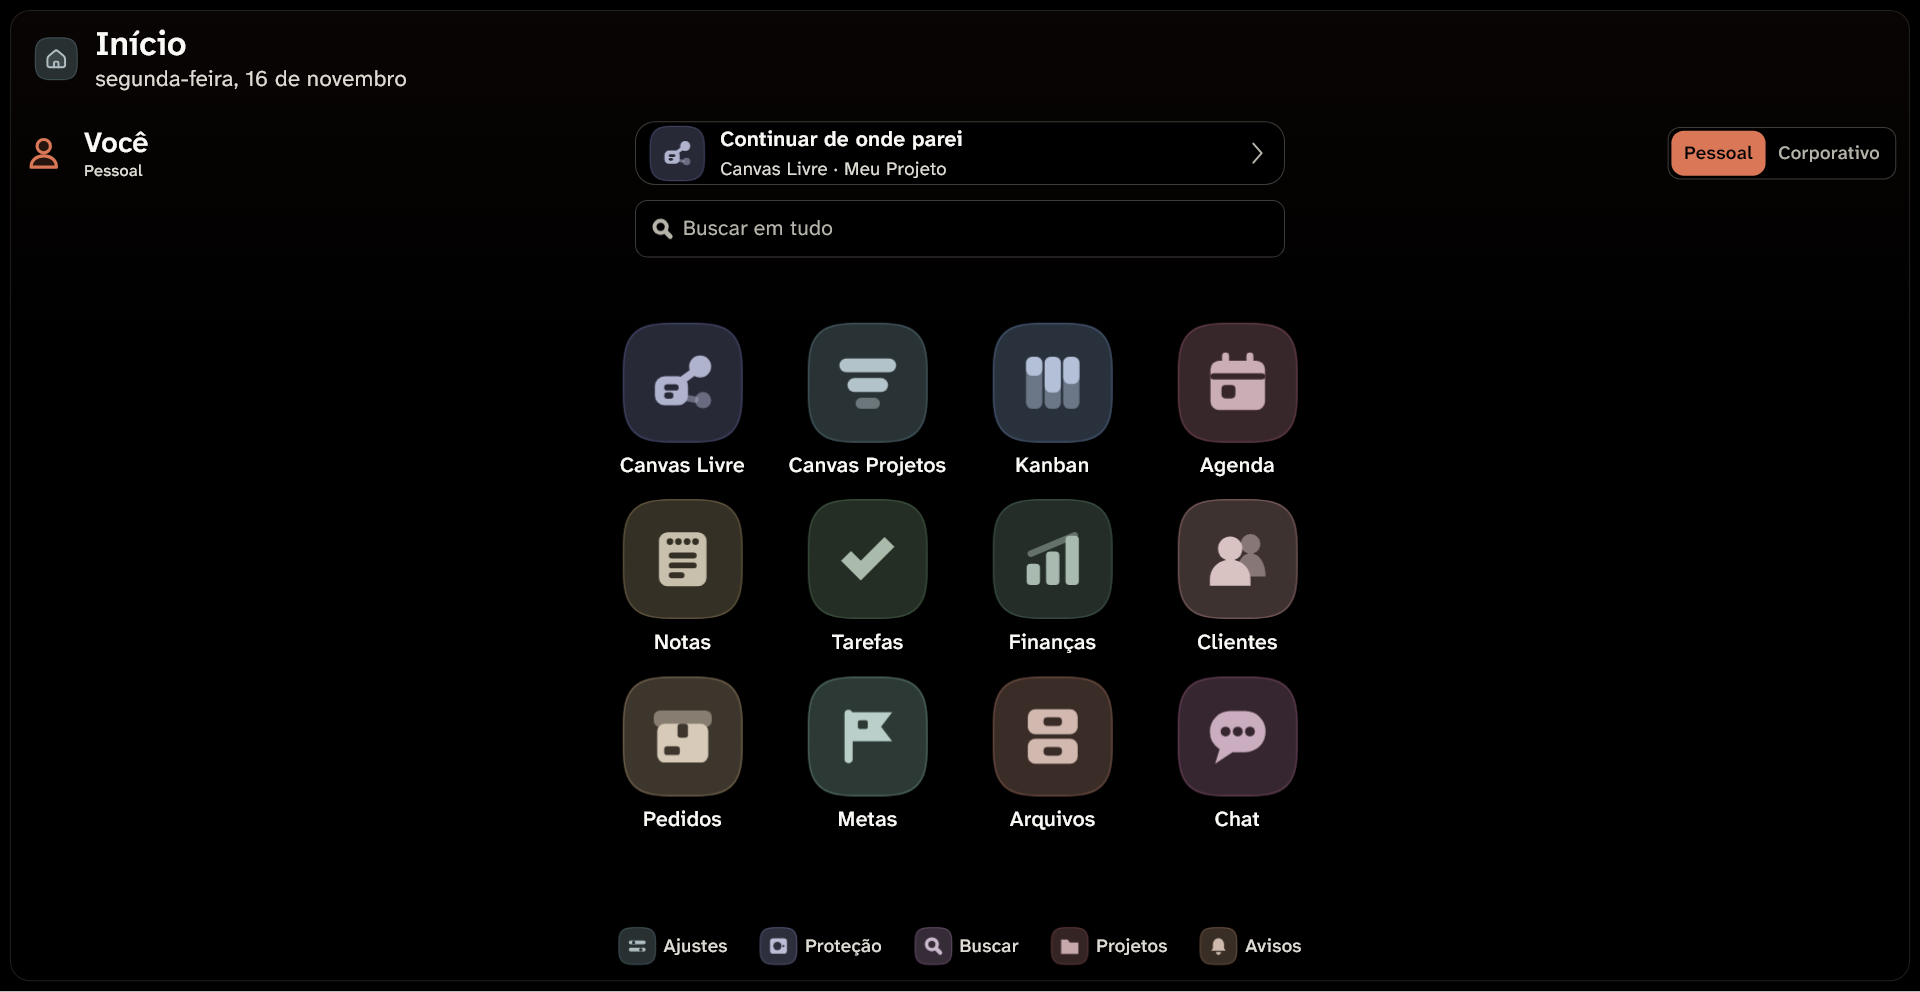 Início
segunda-feira, 16 de novembro
Você
Pessoal
Continuar de onde parei
Canvas Livre · Meu Projeto
Pessoal
Corporativo
Buscar em tudo
Canvas Livre
Canvas Projetos
Kanban
Agenda
Notas
Tarefas
Finanças
Clientes
Pedidos
Metas
Arquivos
Chat
Ajustes
Proteção
Buscar
Projetos
Avisos